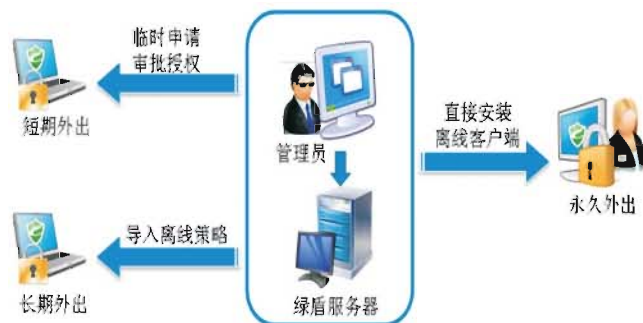 临时申请
审批授权
短期外出
管理员
直接安装
离线客户端
永久外出
导入离线策略
长期外出
绿盾服务器